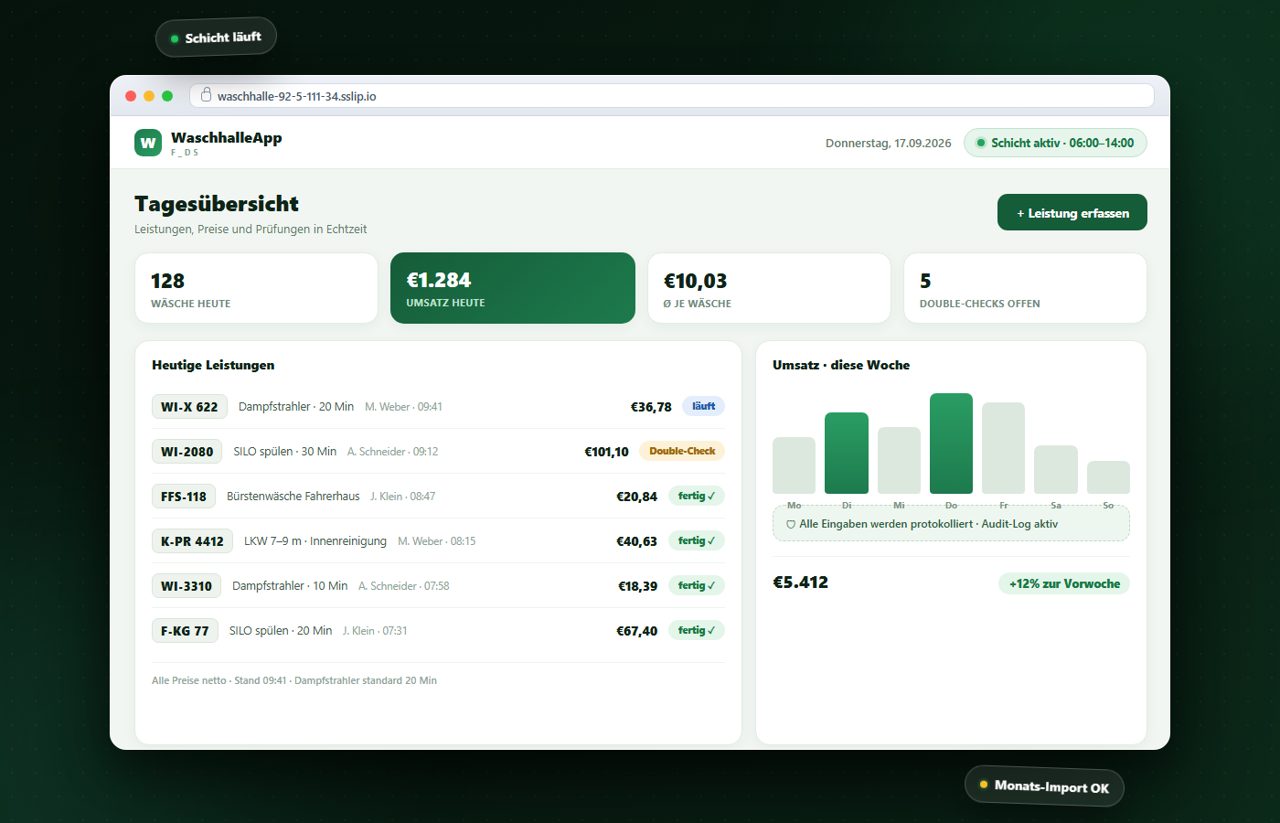 Schicht läuft
waschhalle-92-5-111-34.sslip.io
W
WaschhalleApp
F_DS
Donnerstag, 17.09.2026
Schicht aktiv · 06:00–14:00
Tagesübersicht
Leistungen, Preise und Prüfungen in Echtzeit
+ Leistung erfassen
128
WÄSCHE HEUTE
€1.284
UMSATZ HEUTE
€10,03
Ø JE WÄSCHE
5
DOUBLE-CHECKS OFFEN
Heutige Leistungen
WI-X 622 Dampfstrahler · 20 Min M. Weber · 09:41 €36,78 läuft
WI-2080 SILO spülen · 30 Min A. Schneider · 09:12 €101,10 Double-Check
FFS-118 Bürstenwäsche Fahrerhaus J. Klein · 08:47 €20,84 fertig ✓
K-PR 4412 LKW 7–9 m · Innenreinigung M. Weber · 08:15 €40,63 fertig ✓
WI-3310 Dampfstrahler · 10 Min A. Schneider · 07:58 €18,39 fertig ✓
F-KG 77 SILO spülen · 20 Min J. Klein · 07:31 €67,40 fertig ✓
Alle Preise netto · Stand 09:41 · Dampfstrahler standard 20 Min
Umsatz · diese Woche
Mo Di Mi Do Fr Sa So
Alle Eingaben werden protokolliert · Audit-Log aktiv
€5.412
+12% zur Vorwoche
Monats-Import OK